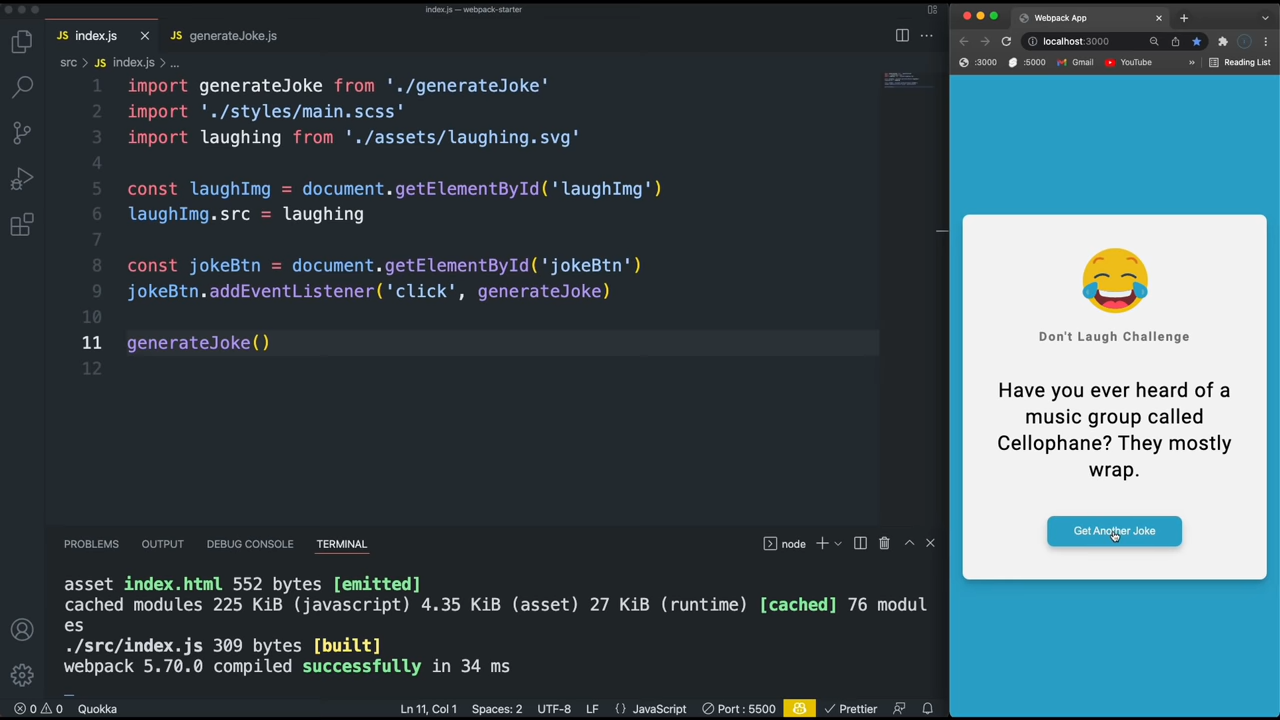 index.js — webpack-starter
JS index.js
JS generateJoke.js
src › JS index.js › ...
1 import generateJoke from './generateJoke'
2 import './styles/main.scss'
3 import laughing from './assets/laughing.svg'
4
5 const laughImg = document.getElementById('laughImg')
6 laughImg.src = laughing
7
8 const jokeBtn = document.getElementById('jokeBtn')
9 jokeBtn.addEventListener('click', generateJoke)
10
11 generateJoke()
12
PROBLEMS OUTPUT DEBUG CONSOLE TERMINAL
node
asset index.html 552 bytes [emitted]
cached modules 225 KiB (javascript) 4.35 KiB (asset) 27 KiB (runtime) [cached] 76 modul
es
./src/index.js 309 bytes [built]
webpack 5.70.0 compiled successfully in 34 ms
0 0 Quokka
Ln 11, Col 1 Spaces: 2 UTF-8 LF {} JavaScript Port : 5500 Prettier
Webpack App
localhost:3000
:3000 :5000 Gmail YouTube » Reading List
Don't Laugh Challenge
Have you ever heard of a
music group called
Cellophane? They mostly
wrap.
Get Another Joke